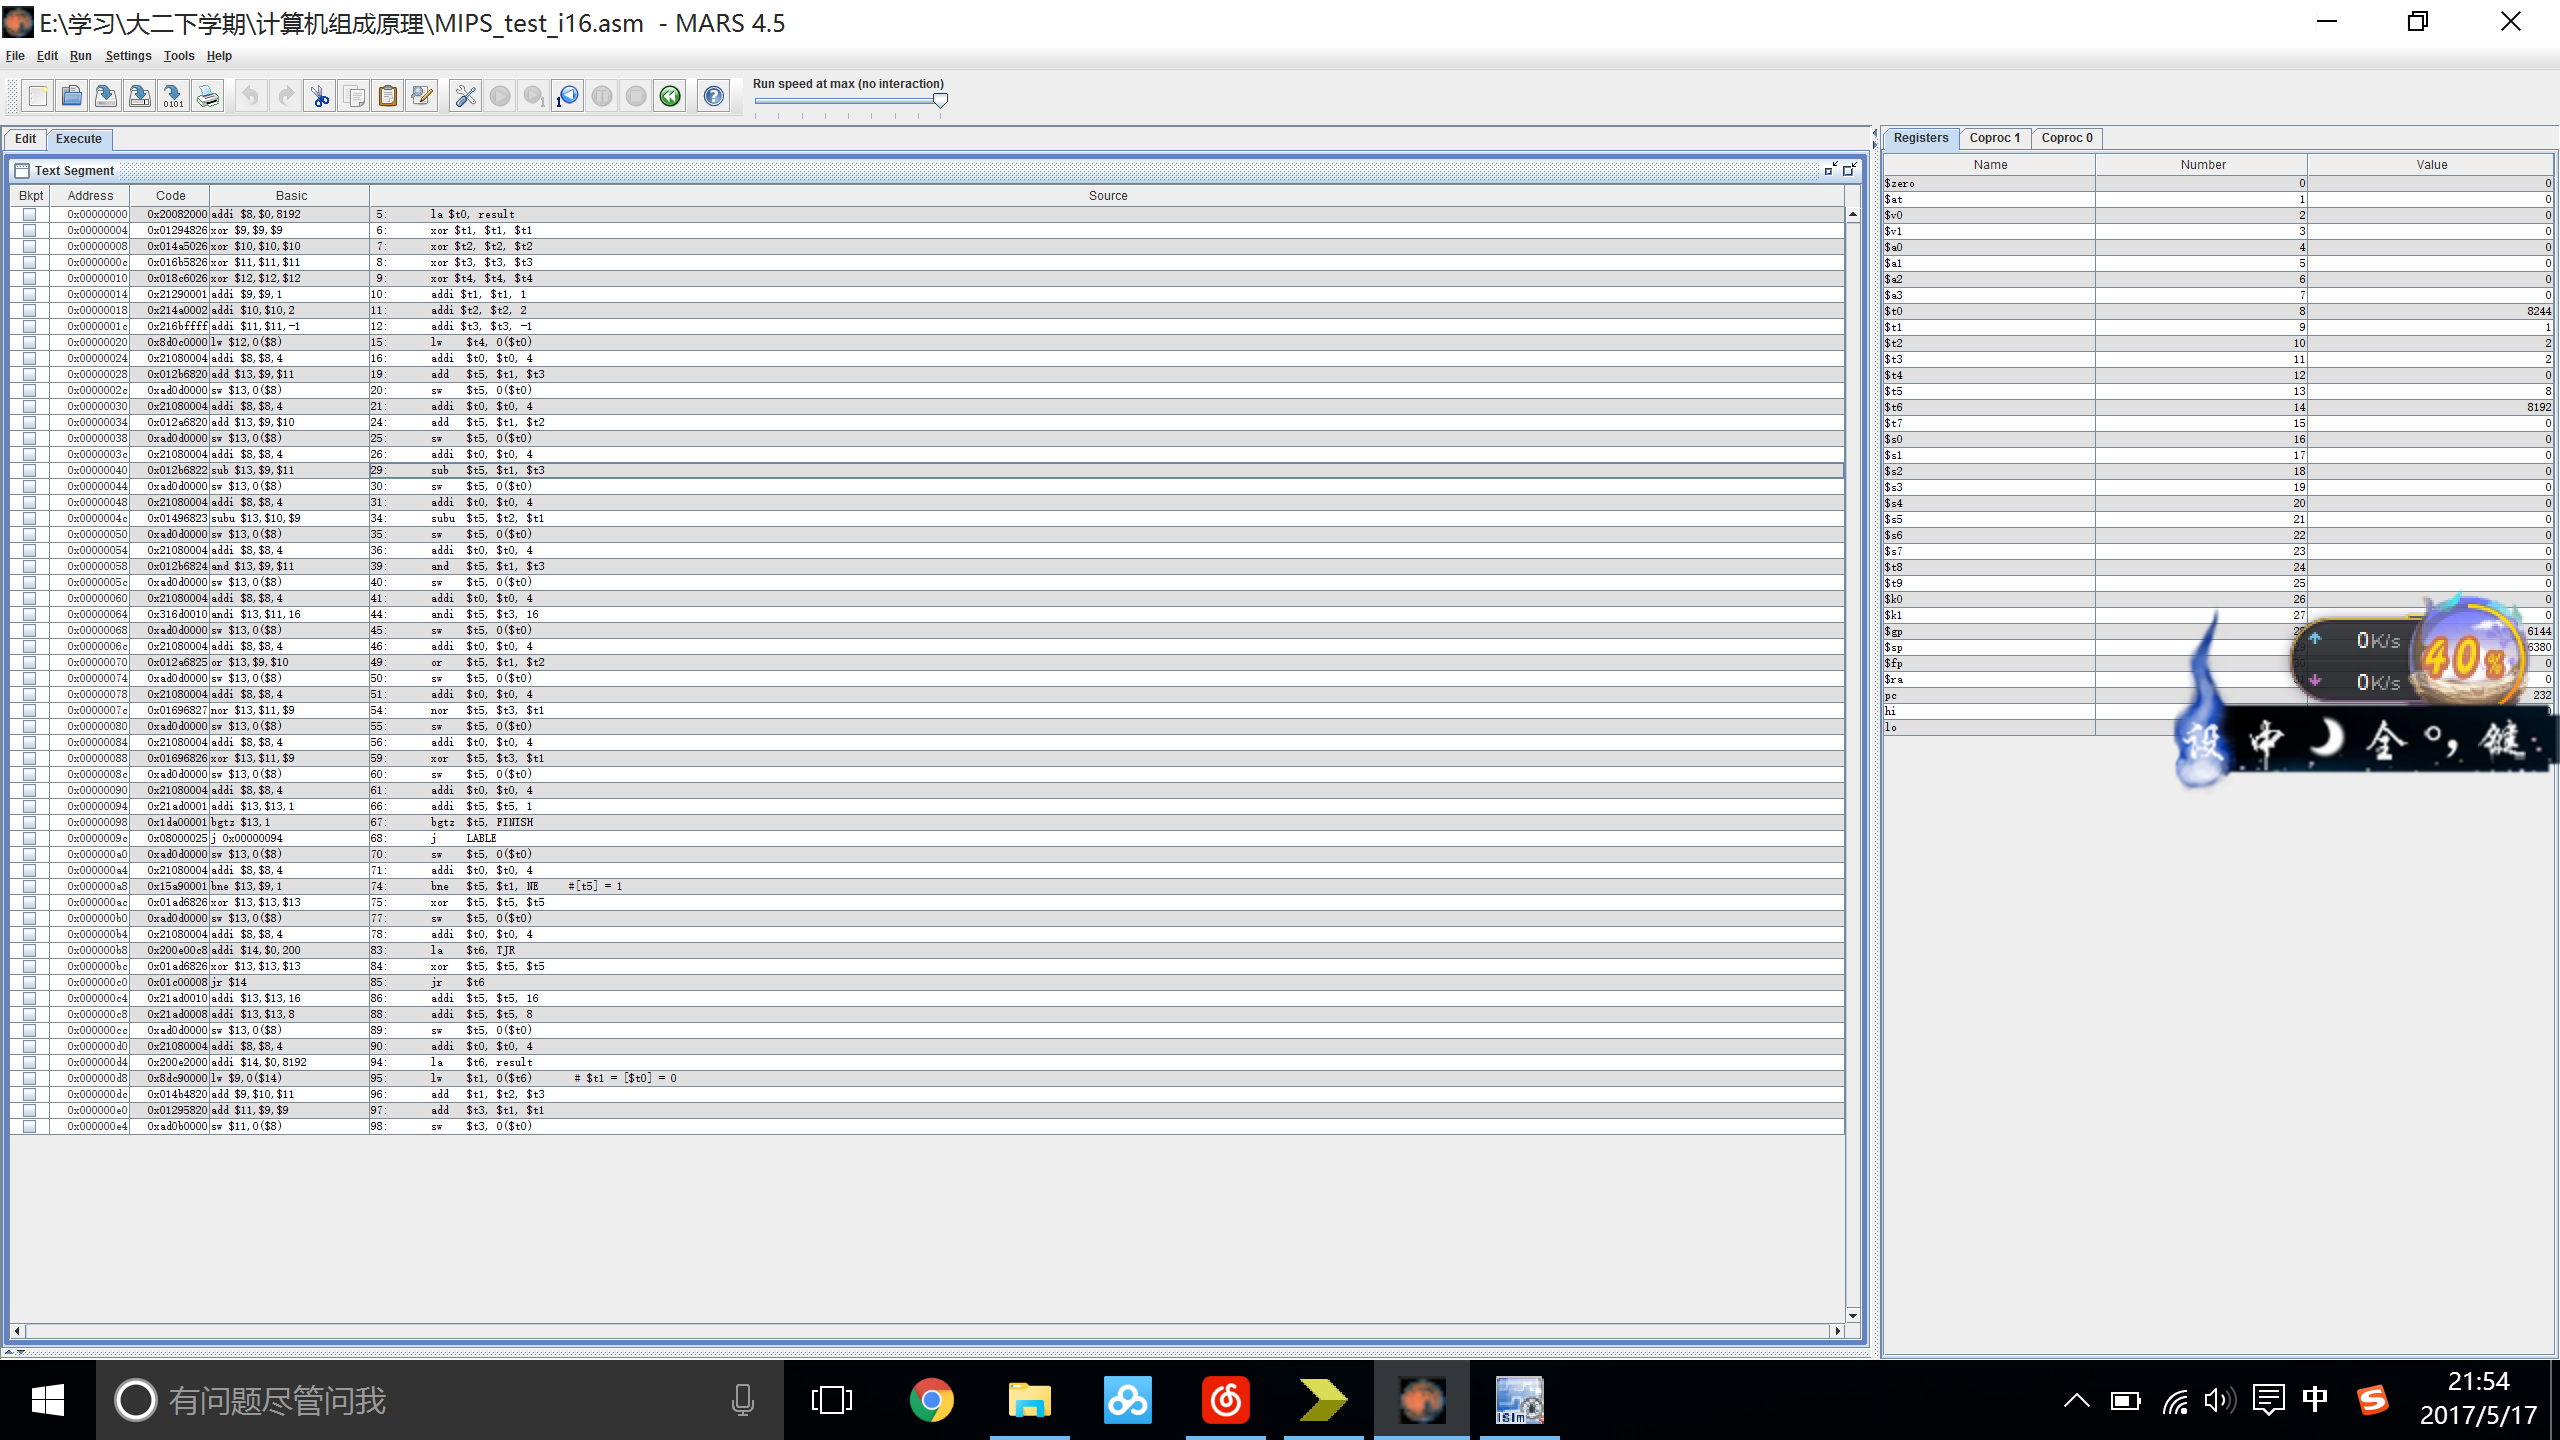 E:\学习\大二下学期\计算机组成原理\MIPS_test_i16.asm - MARS 4.5
File Edit Run Settings Tools Help
Run speed at max (no interaction)
Edit Execute
Text Segment
Bkpt Address Code Basic Source
0x00000000 0x20082000 addi $8,$0,8192 5: la $t0, result
0x00000004 0x01294826 xor $9,$9,$9 6: xor $t1, $t1, $t1
0x00000008 0x014a5026 xor $10,$10,$10 7: xor $t2, $t2, $t2
0x0000000c 0x016b5826 xor $11,$11,$11 8: xor $t3, $t3, $t3
0x00000010 0x018c6026 xor $12,$12,$12 9: xor $t4, $t4, $t4
0x00000014 0x21290001 addi $9,$9,1 10: addi $t1, $t1, 1
0x00000018 0x214a0002 addi $10,$10,2 11: addi $t2, $t2, 2
0x0000001c 0x216bffff addi $11,$11,-1 12: addi $t3, $t3, -1
0x00000020 0x8d0c0000 lw $12,0($8) 15: lw $t4, 0($t0)
0x00000024 0x21080004 addi $8,$8,4 16: addi $t0, $t0, 4
0x00000028 0x012b6820 add $13,$9,$11 19: add $t5, $t1, $t3
0x0000002c 0xad0d0000 sw $13,0($8) 20: sw $t5, 0($t0)
0x00000030 0x21080004 addi $8,$8,4 21: addi $t0, $t0, 4
0x00000034 0x012a6820 add $13,$9,$10 24: add $t5, $t1, $t2
0x00000038 0xad0d0000 sw $13,0($8) 25: sw $t5, 0($t0)
0x0000003c 0x21080004 addi $8,$8,4 26: addi $t0, $t0, 4
0x00000040 0x012b6822 sub $13,$9,$11 29: sub $t5, $t1, $t3
0x00000044 0xad0d0000 sw $13,0($8) 30: sw $t5, 0($t0)
0x00000048 0x21080004 addi $8,$8,4 31: addi $t0, $t0, 4
0x0000004c 0x01496823 subu $13,$10,$9 34: subu $t5, $t2, $t1
0x00000050 0xad0d0000 sw $13,0($8) 35: sw $t5, 0($t0)
0x00000054 0x21080004 addi $8,$8,4 36: addi $t0, $t0, 4
0x00000058 0x012b6824 and $13,$9,$11 39: and $t5, $t1, $t3
0x0000005c 0xad0d0000 sw $13,0($8) 40: sw $t5, 0($t0)
0x00000060 0x21080004 addi $8,$8,4 41: addi $t0, $t0, 4
0x00000064 0x316d0010 andi $13,$11,16 44: andi $t5, $t3, 16
0x00000068 0xad0d0000 sw $13,0($8) 45: sw $t5, 0($t0)
0x0000006c 0x21080004 addi $8,$8,4 46: addi $t0, $t0, 4
0x00000070 0x012a6825 or $13,$9,$10 49: or $t5, $t1, $t2
0x00000074 0xad0d0000 sw $13,0($8) 50: sw $t5, 0($t0)
0x00000078 0x21080004 addi $8,$8,4 51: addi $t0, $t0, 4
0x0000007c 0x01696827 nor $13,$11,$9 54: nor $t5, $t3, $t1
0x00000080 0xad0d0000 sw $13,0($8) 55: sw $t5, 0($t0)
0x00000084 0x21080004 addi $8,$8,4 56: addi $t0, $t0, 4
0x00000088 0x01696826 xor $13,$11,$9 59: xor $t5, $t3, $t1
0x0000008c 0xad0d0000 sw $13,0($8) 60: sw $t5, 0($t0)
0x00000090 0x21080004 addi $8,$8,4 61: addi $t0, $t0, 4
0x00000094 0x21ad0001 addi $13,$13,1 66: addi $t5, $t5, 1
0x00000098 0x1da00001 bgtz $13,1 67: bgtz $t5, FINISH
0x0000009c 0x08000025 j 0x00000094 68: j LABLE
0x000000a0 0xad0d0000 sw $13,0($8) 70: sw $t5, 0($t0)
0x000000a4 0x21080004 addi $8,$8,4 71: addi $t0, $t0, 4
0x000000a8 0x15a90001 bne $13,$9,1 74: bne $t5, $t1, NE #[t5] = 1
0x000000ac 0x01ad6826 xor $13,$13,$13 75: xor $t5, $t5, $t5
0x000000b0 0xad0d0000 sw $13,0($8) 77: sw $t5, 0($t0)
0x000000b4 0x21080004 addi $8,$8,4 78: addi $t0, $t0, 4
0x000000b8 0x200e00c8 addi $14,$0,200 83: la $t6, TJR
0x000000bc 0x01ad6826 xor $13,$13,$13 84: xor $t5, $t5, $t5
0x000000c0 0x01c00008 jr $14 85: jr $t6
0x000000c4 0x21ad0010 addi $13,$13,16 86: addi $t5, $t5, 16
0x000000c8 0x21ad0008 addi $13,$13,8 88: addi $t5, $t5, 8
0x000000cc 0xad0d0000 sw $13,0($8) 89: sw $t5, 0($t0)
0x000000d0 0x21080004 addi $8,$8,4 90: addi $t0, $t0, 4
0x000000d4 0x200e2000 addi $14,$0,8192 94: la $t6, result
0x000000d8 0x8dc90000 lw $9,0($14) 95: lw $t1, 0($t6) # $t1 = [$t0] = 0
0x000000dc 0x014b4820 add $9,$10,$11 96: add $t1, $t2, $t3
0x000000e0 0x01295820 add $11,$9,$9 97: add $t3, $t1, $t1
0x000000e4 0xad0b0000 sw $11,0($8) 98: sw $t3, 0($t0)
Registers Coproc 1 Coproc 0
Name Number Value
$zero 0 0
$at 1 0
$v0 2 0
$v1 3 0
$a0 4 0
$a1 5 0
$a2 6 0
$a3 7 0
$t0 8 8244
$t1 9 1
$t2 10 2
$t3 11 2
$t4 12 0
$t5 13 8
$t6 14 8192
$t7 15 0
$s0 16 0
$s1 17 0
$s2 18 0
$s3 19 0
$s4 20 0
$s5 21 0
$s6 22 0
$s7 23 0
$t8 24 0
$t9 25 0
$k0 26 0
$k1 27 0
$gp 6144
$sp 6380
$fp 0
$ra 0
pc 232
hi
lo
0K/s
0K/s
40%
设 中 全 °, 键
有问题尽管问我
ISim
中
21:54
2017/5/17